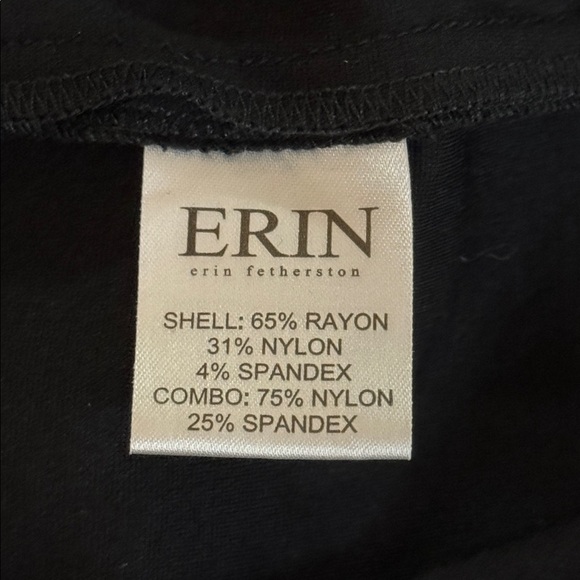 ERIN
erin fetherston
SHELL: 65% RAYON
31% NYLON
4% SPANDEX
COMBO: 75% NYLON
25% SPANDEX